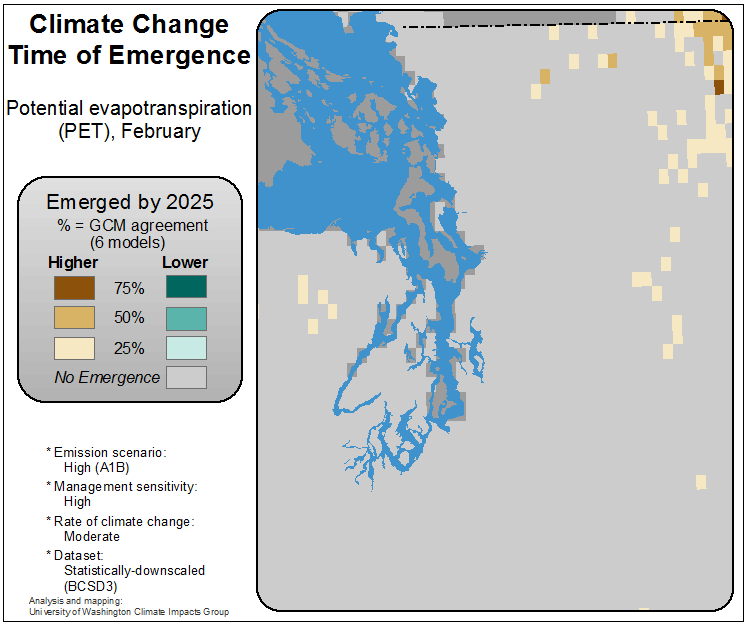 Climate Change
Time of Emergence
Potential evapotranspiration
(PET), February
Emerged by 2025
% = GCM agreement
(6 models)
Higher Lower
75%
50%
25%
No Emergence
* Emission scenario:
High (A1B)
* Management sensitivity:
High
* Rate of climate change:
Moderate
* Dataset:
Statistically-downscaled
(BCSD3)
Analysis and mapping:
University of Washington Climate Impacts Group